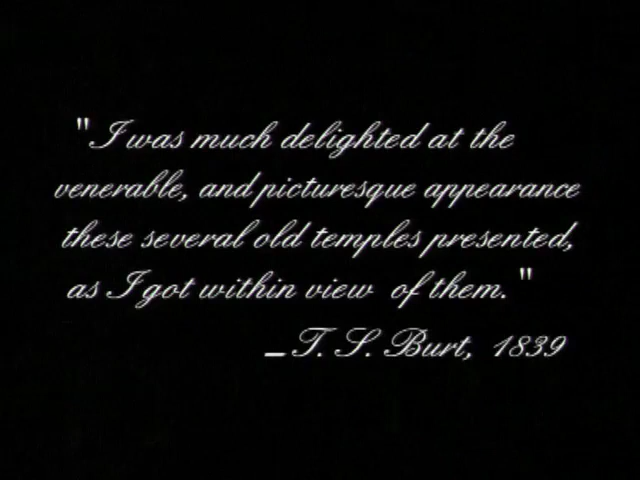 "I was much delighted at the
venerable, and picturesque appearance
these several old temples presented,
as I got within view of them."
—T. S. Burt, 1839